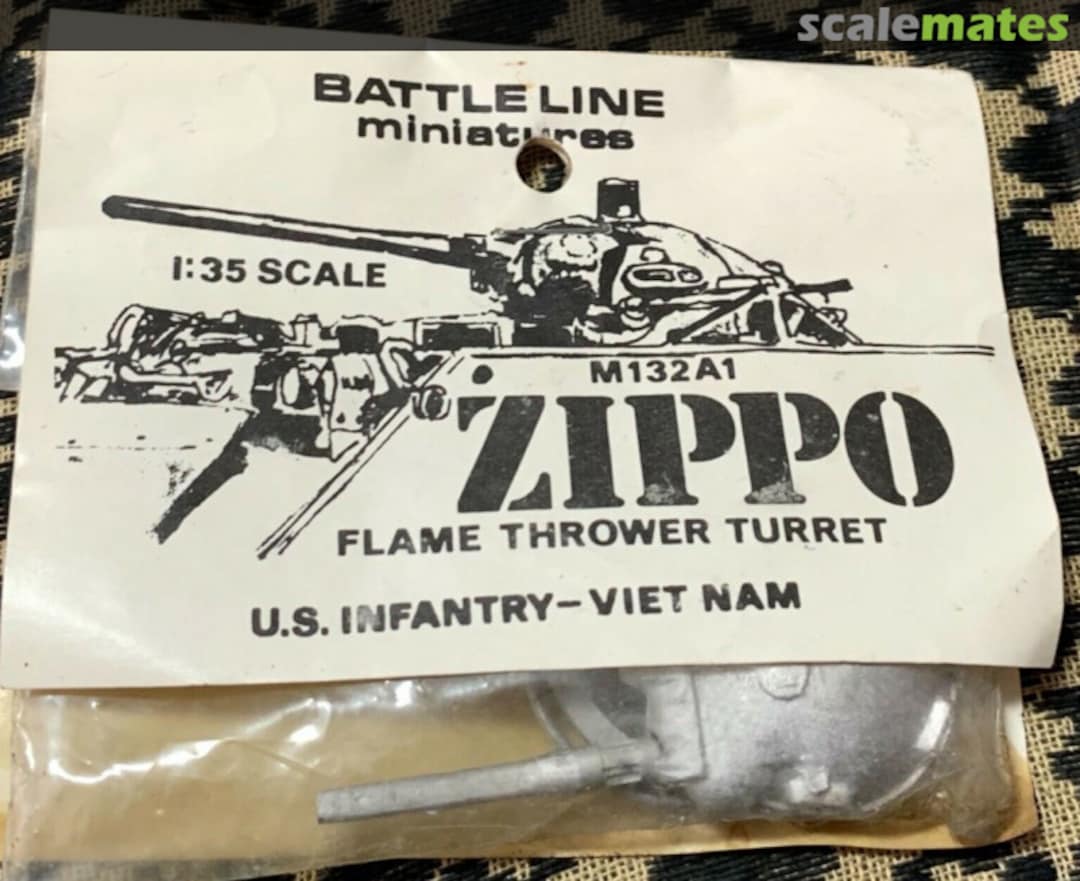 scalemates
BATTLE LINE
miniatures
1:35 SCALE
M132A1
ZIPPO
FLAME THROWER TURRET
U.S. INFANTRY-VIET NAM